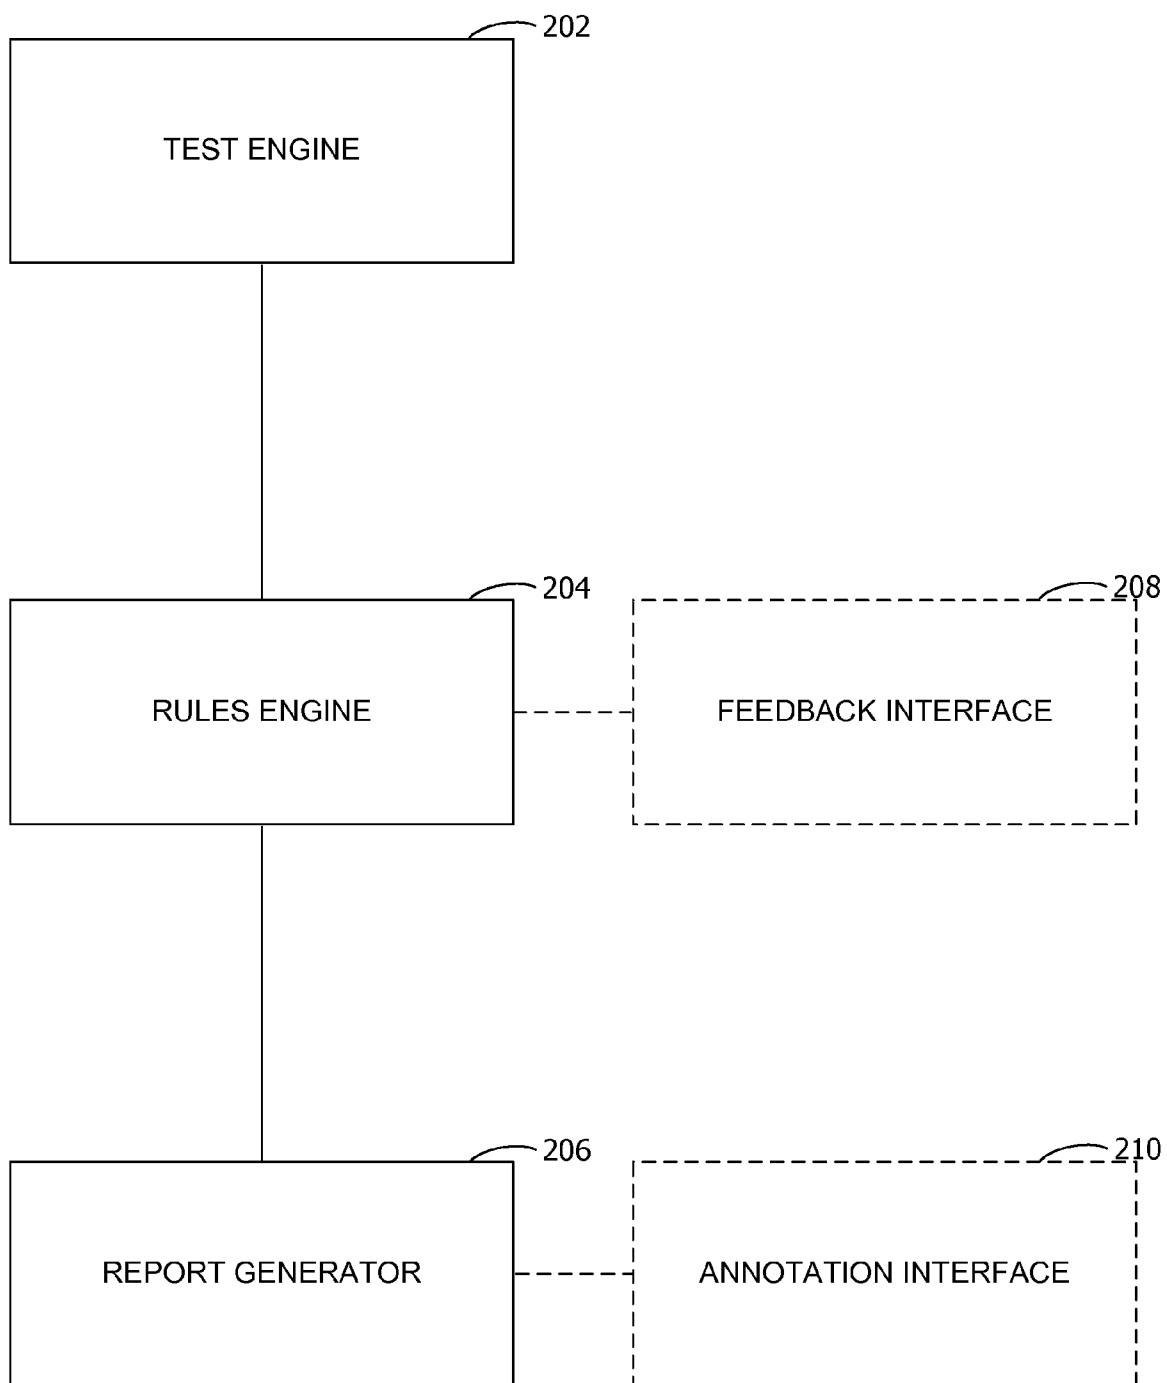 202
TEST ENGINE
204
208
RULES ENGINE
FEEDBACK INTERFACE
206
210
REPORT GENERATOR
ANNOTATION INTERFACE